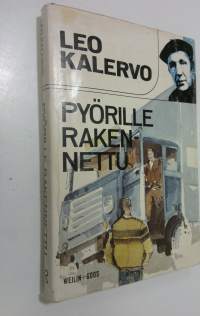 LEO
KALERVO
PYÖRILLE
RAKEN-
NETTU
WEILIN+GÖÖS